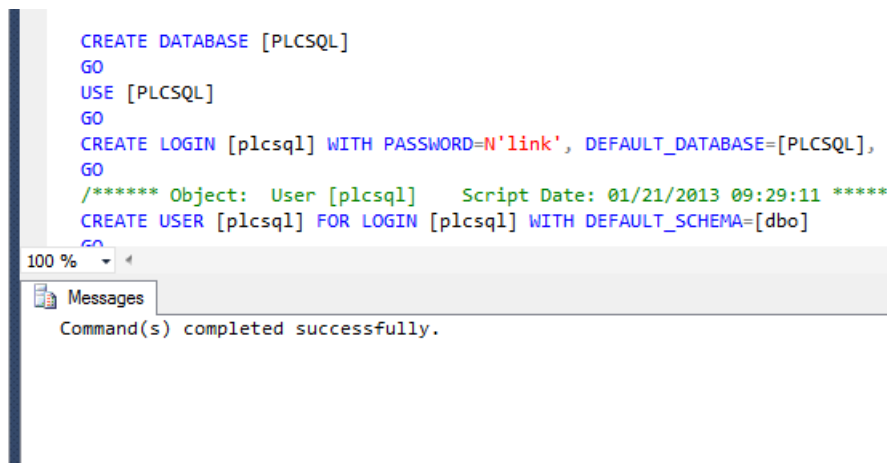 CREATE DATABASE [PLCSQL]
GO
USE [PLCSQL]
GO
CREATE LOGIN [plcsql] WITH PASSWORD=N'link', DEFAULT_DATABASE=[PLCSQL],
GO
/****** Object:  User [plcsql]    Script Date: 01/21/2013 09:29:11 *****
CREATE USER [plcsql] FOR LOGIN [plcsql] WITH DEFAULT_SCHEMA=[dbo]
GO
100 %
Messages
Command(s) completed successfully.